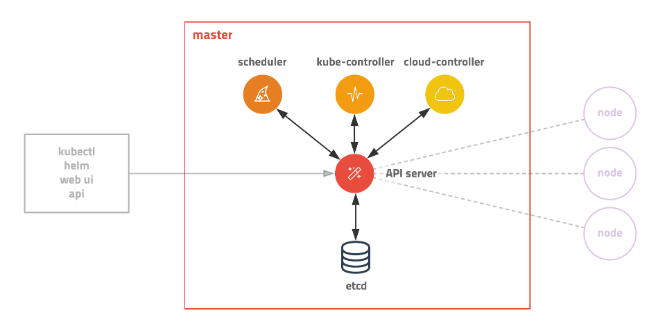 master
scheduler
kube-controller
cloud-controller
kubectl
helm
web ui
api
API server
etcd
node
node
node